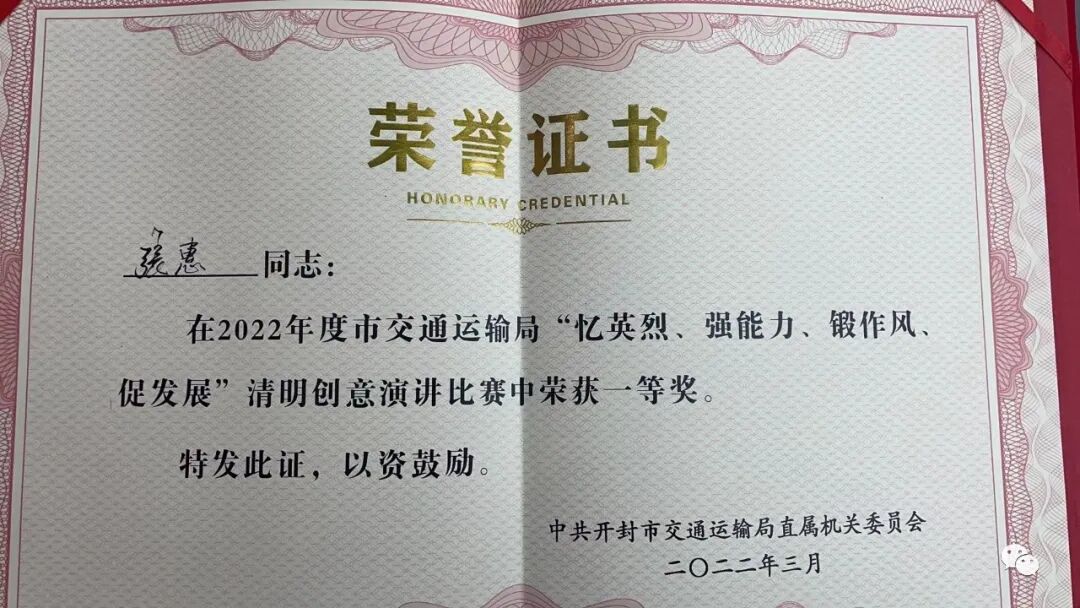 荣誉证书
HONORARY CREDENTIAL
张惠 同志：
在2022年度市交通运输局“忆英烈、强能力、锻作风、
促发展”清明创意演讲比赛中荣获一等奖。
特发此证，以资鼓励。
中共开封市交通运输局直属机关委员会
二〇二二年三月